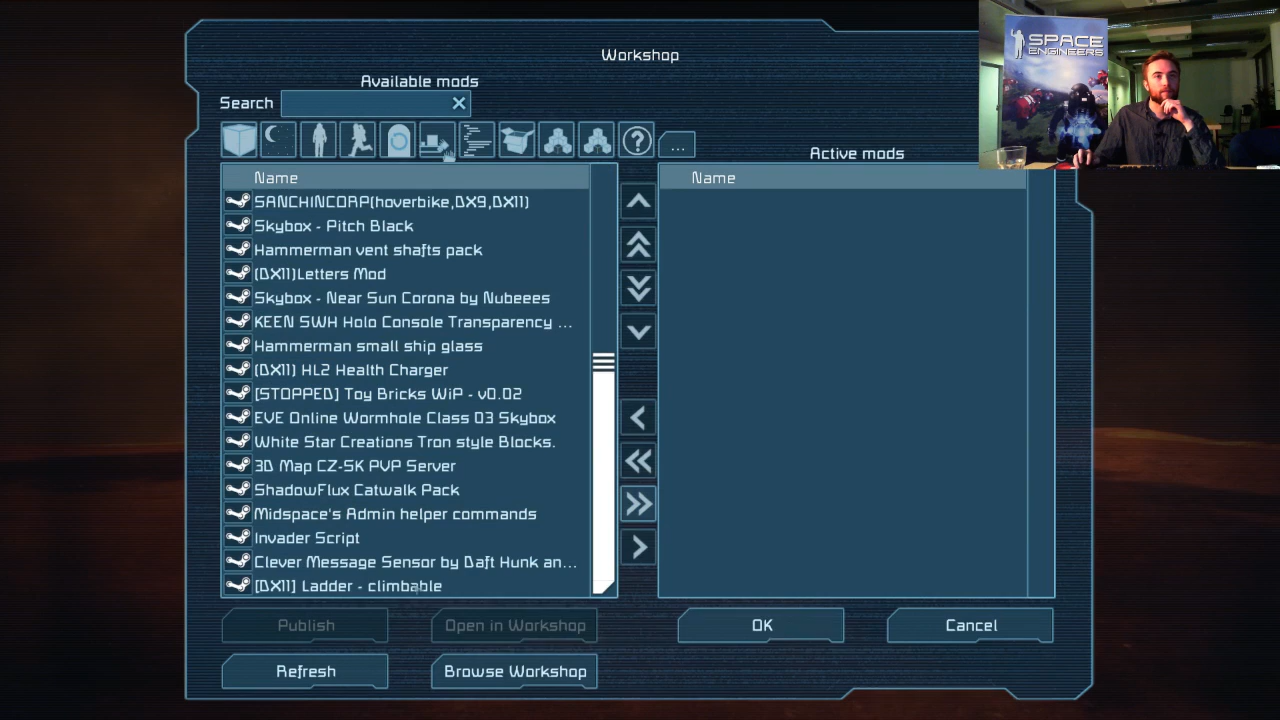 Workshop
SPACE
ENGINEERS
Available mods
Search
...
Active mods
Name
Name
SANCHINCORP(hoverbike,DX9,DX11)
Skybox - Pitch Black
Hammerman vent shafts pack
(DX11)Letters Mod
Skybox - Near Sun Corona by Nubeees
KEEN SWH Holo Console Transparency ...
Hammerman small ship glass
(DX11) HL2 Health Charger
[STOPPED] Toy Bricks WiP - v0.02
EVE Online Wormhole Class 03 Skybox
White Star Creations Tron style Blocks.
3D Map CZ-SK PVP Server
ShadowFlux Catwalk Pack
Midspace's Admin helper commands
Invader Script
Clever Message Sensor by Daft Hunk an...
[DX11] Ladder - climbable
Publish
Open in Workshop
OK
Cancel
Refresh
Browse Workshop